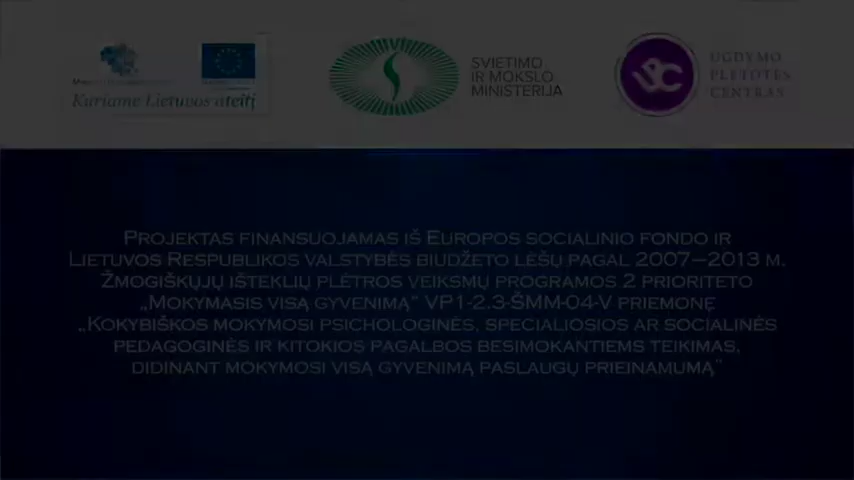 Kuriame Lietuvos ateitį
ŠVIETIMO
IR MOKSLO
MINISTERIJA
UGDYMO
PLĖTOTĖS
CENTRAS
PROJEKTAS FINANSUOJAMAS IŠ EUROPOS SOCIALINIO FONDO IR
LIETUVOS RESPUBLIKOS VALSTYBĖS BIUDŽETO LĖŠŲ PAGAL 2007–2013 M.
ŽMOGIŠKŲJŲ IŠTEKLIŲ PLĖTROS VEIKSMŲ PROGRAMOS 2 PRIORITETO
„MOKYMASIS VISĄ GYVENIMĄ“ VP1-2.3-ŠMM-04-V PRIEMONĘ
„KOKYBIŠKOS MOKYMOSI PSICHOLOGINĖS, SPECIALIOSIOS AR SOCIALINĖS
PEDAGOGINĖS IR KITOKIOS PAGALBOS BESIMOKANTIEMS TEIKIMAS,
DIDINANT MOKYMOSI VISĄ GYVENIMĄ PASLAUGŲ PRIEINAMUMĄ“